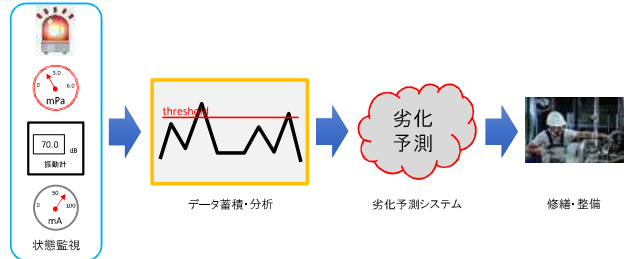 3.0
0
6.0
mPa
70.0
dB
振動計
50
0
100
mA
状態監視
threshold
データ蓄積・分析
劣化
予測
劣化予測システム
修繕・整備